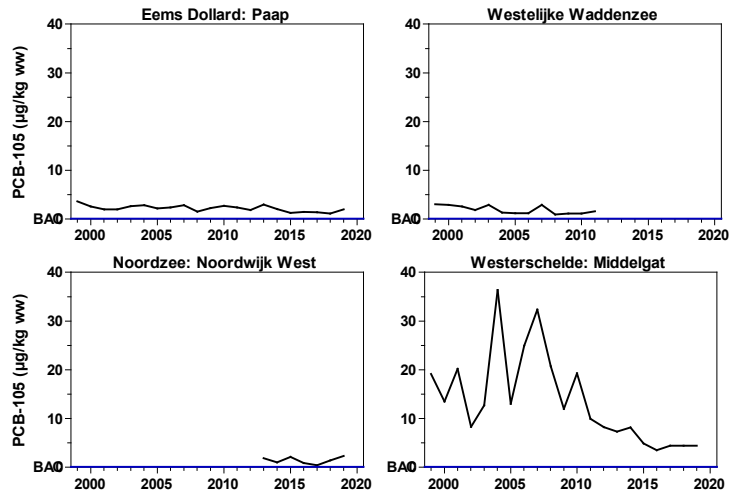 Eems Dollard: Paap
Westelijke Waddenzee
PCB-105 (µg/kg ww)
40
30
20
10
BAC
0
2000 2005 2010 2015 2020
40
30
20
10
BAC
0
2000 2005 2010 2015 2020
Noordzee: Noordwijk West
Westerschelde: Middelgat
PCB-105 (µg/kg ww)
40
30
20
10
BAC
0
2000 2005 2010 2015 2020
40
30
20
10
BAC
0
2000 2005 2010 2015 2020